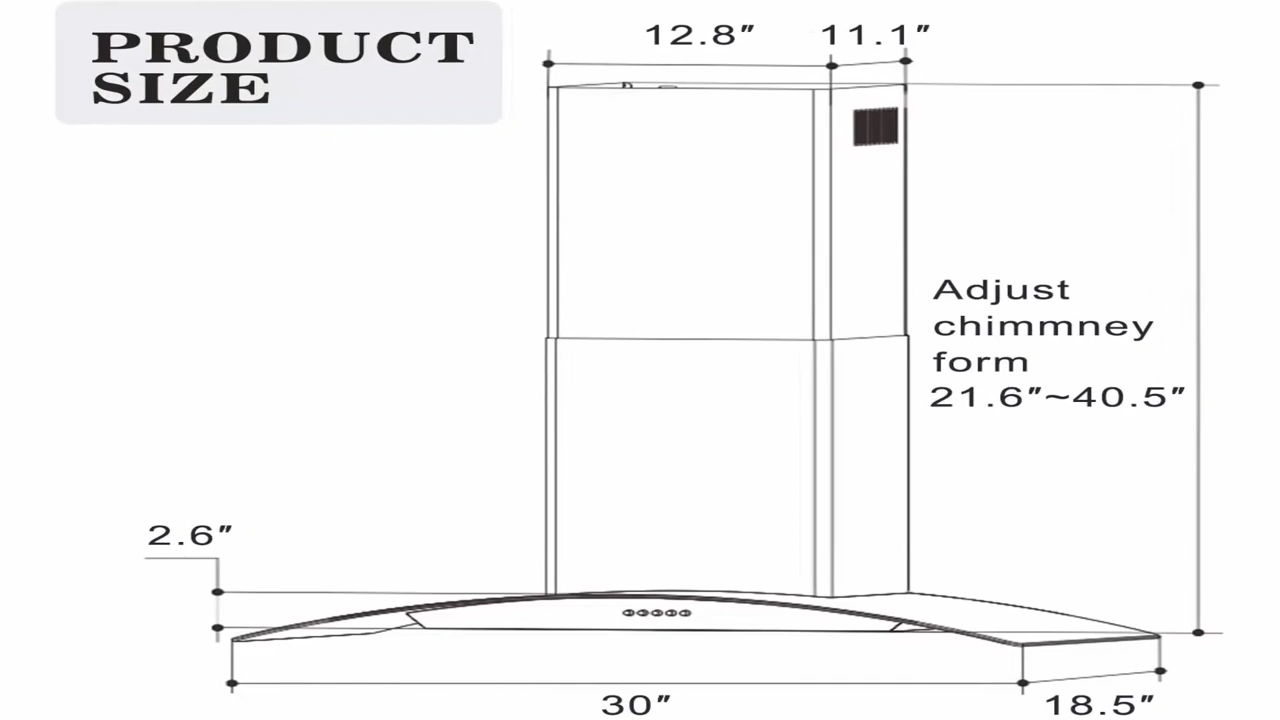 PRODUCT
SIZE
12.8″ 11.1″
Adjust
chimmney
form
21.6″~40.5″
2.6″
30″ 18.5″